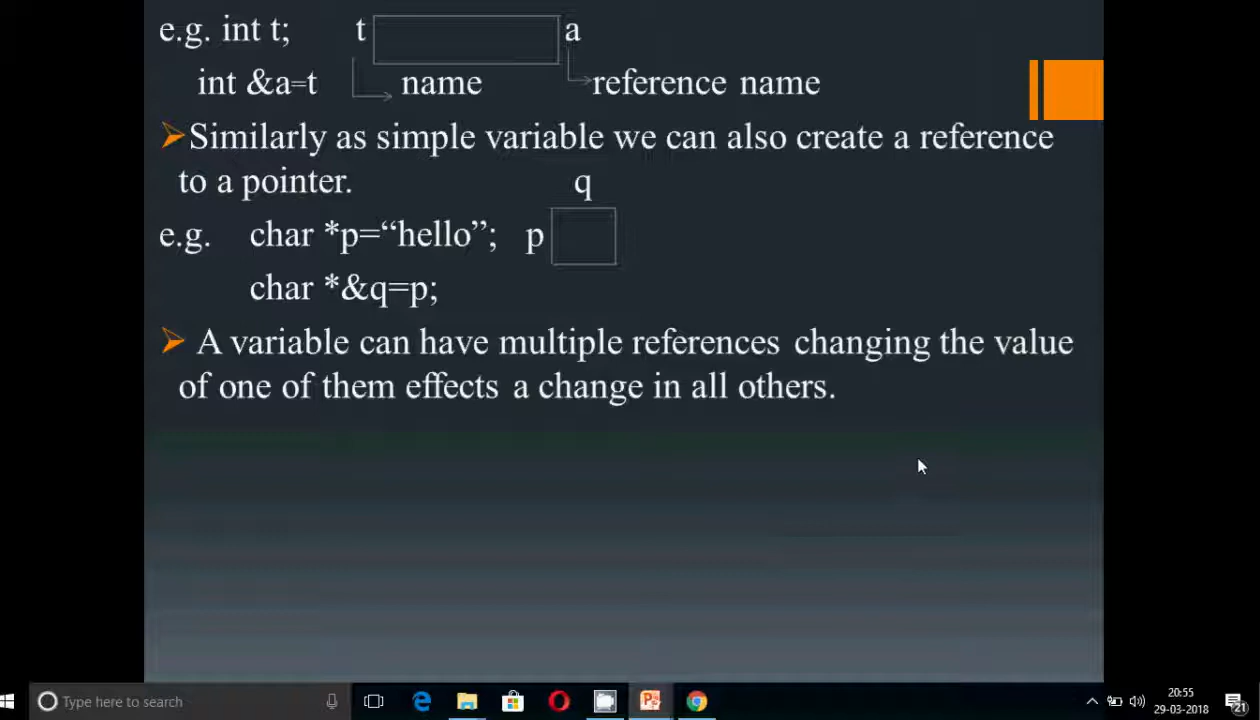 e.g. int t; t a
int &a=t name reference name
➢Similarly as simple variable we can also create a reference
to a pointer. q
e.g. char *p=“hello”; p
char *&q=p;
➢ A variable can have multiple references changing the value
of one of them effects a change in all others.
Type here to search
20:55
29-03-2018
21